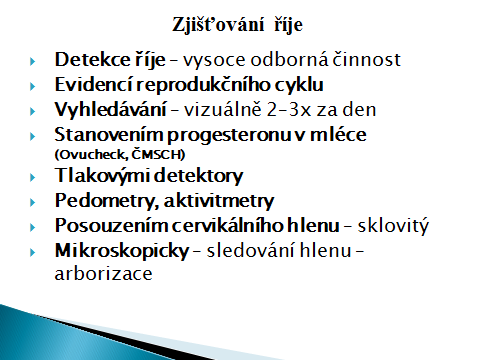 Zjišťování říje
Detekce říje – vysoce odborná činnost
Evidencí reprodukčního cyklu
Vyhledávání – vizuálně 2-3x za den
Stanovením progesteronu v mléce
(Ovucheck, ČMSCH)
Tlakovými detektory
Pedometry, aktivitmetry
Posouzením cervikálního hlenu – sklovitý
Mikroskopicky – sledování hlenu –
arborizace